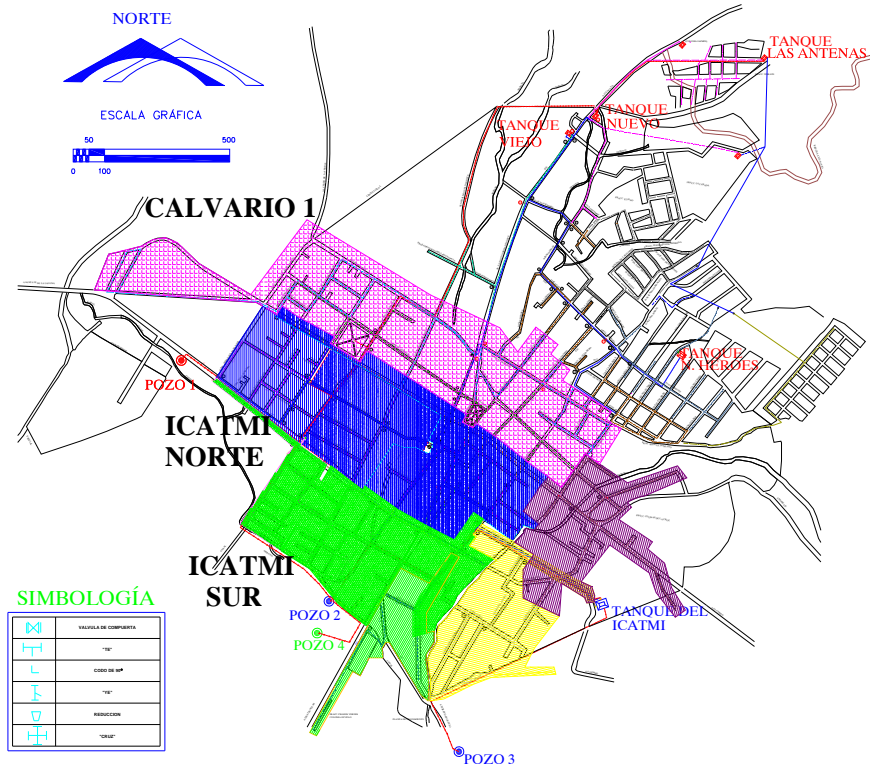 NORTE
ESCALA GRÁFICA
50
500
0
100
TANQUE
LAS ANTENAS
TANQUE
NUEVO
TANQUE
VIEJO
CALVARIO 1
TANQUE
N. HEROES
POZO 1
ICATMI
NORTE
ICATMI
SUR
POZO 2
POZO 4
TANQUE DEL
ICATMI
POZO 3
SIMBOLOGÍA
VALVULA DE COMPUERTA
"TE"
CODO DE 90º
"YE"
REDUCCION
"CRUZ"